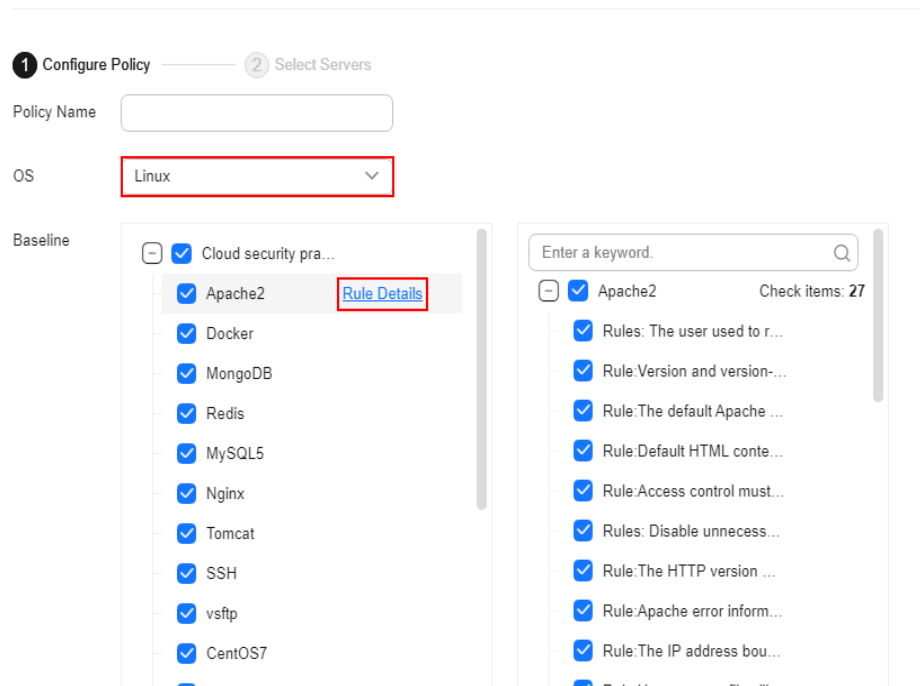 1 Configure Policy
2 Select Servers
Policy Name
OS
Linux
Baseline
Cloud security pra...
Apache2
Rule Details
Docker
MongoDB
Redis
MySQL5
Nginx
Tomcat
SSH
vsftp
CentOS7
Enter a keyword.
Apache2
Check items: 27
Rules: The user used to r...
Rule:Version and version-...
Rule:The default Apache ...
Rule:Default HTML conte...
Rule:Access control must...
Rules: Disable unnecess...
Rule:The HTTP version ...
Rule:Apache error inform...
Rule:The IP address bou...